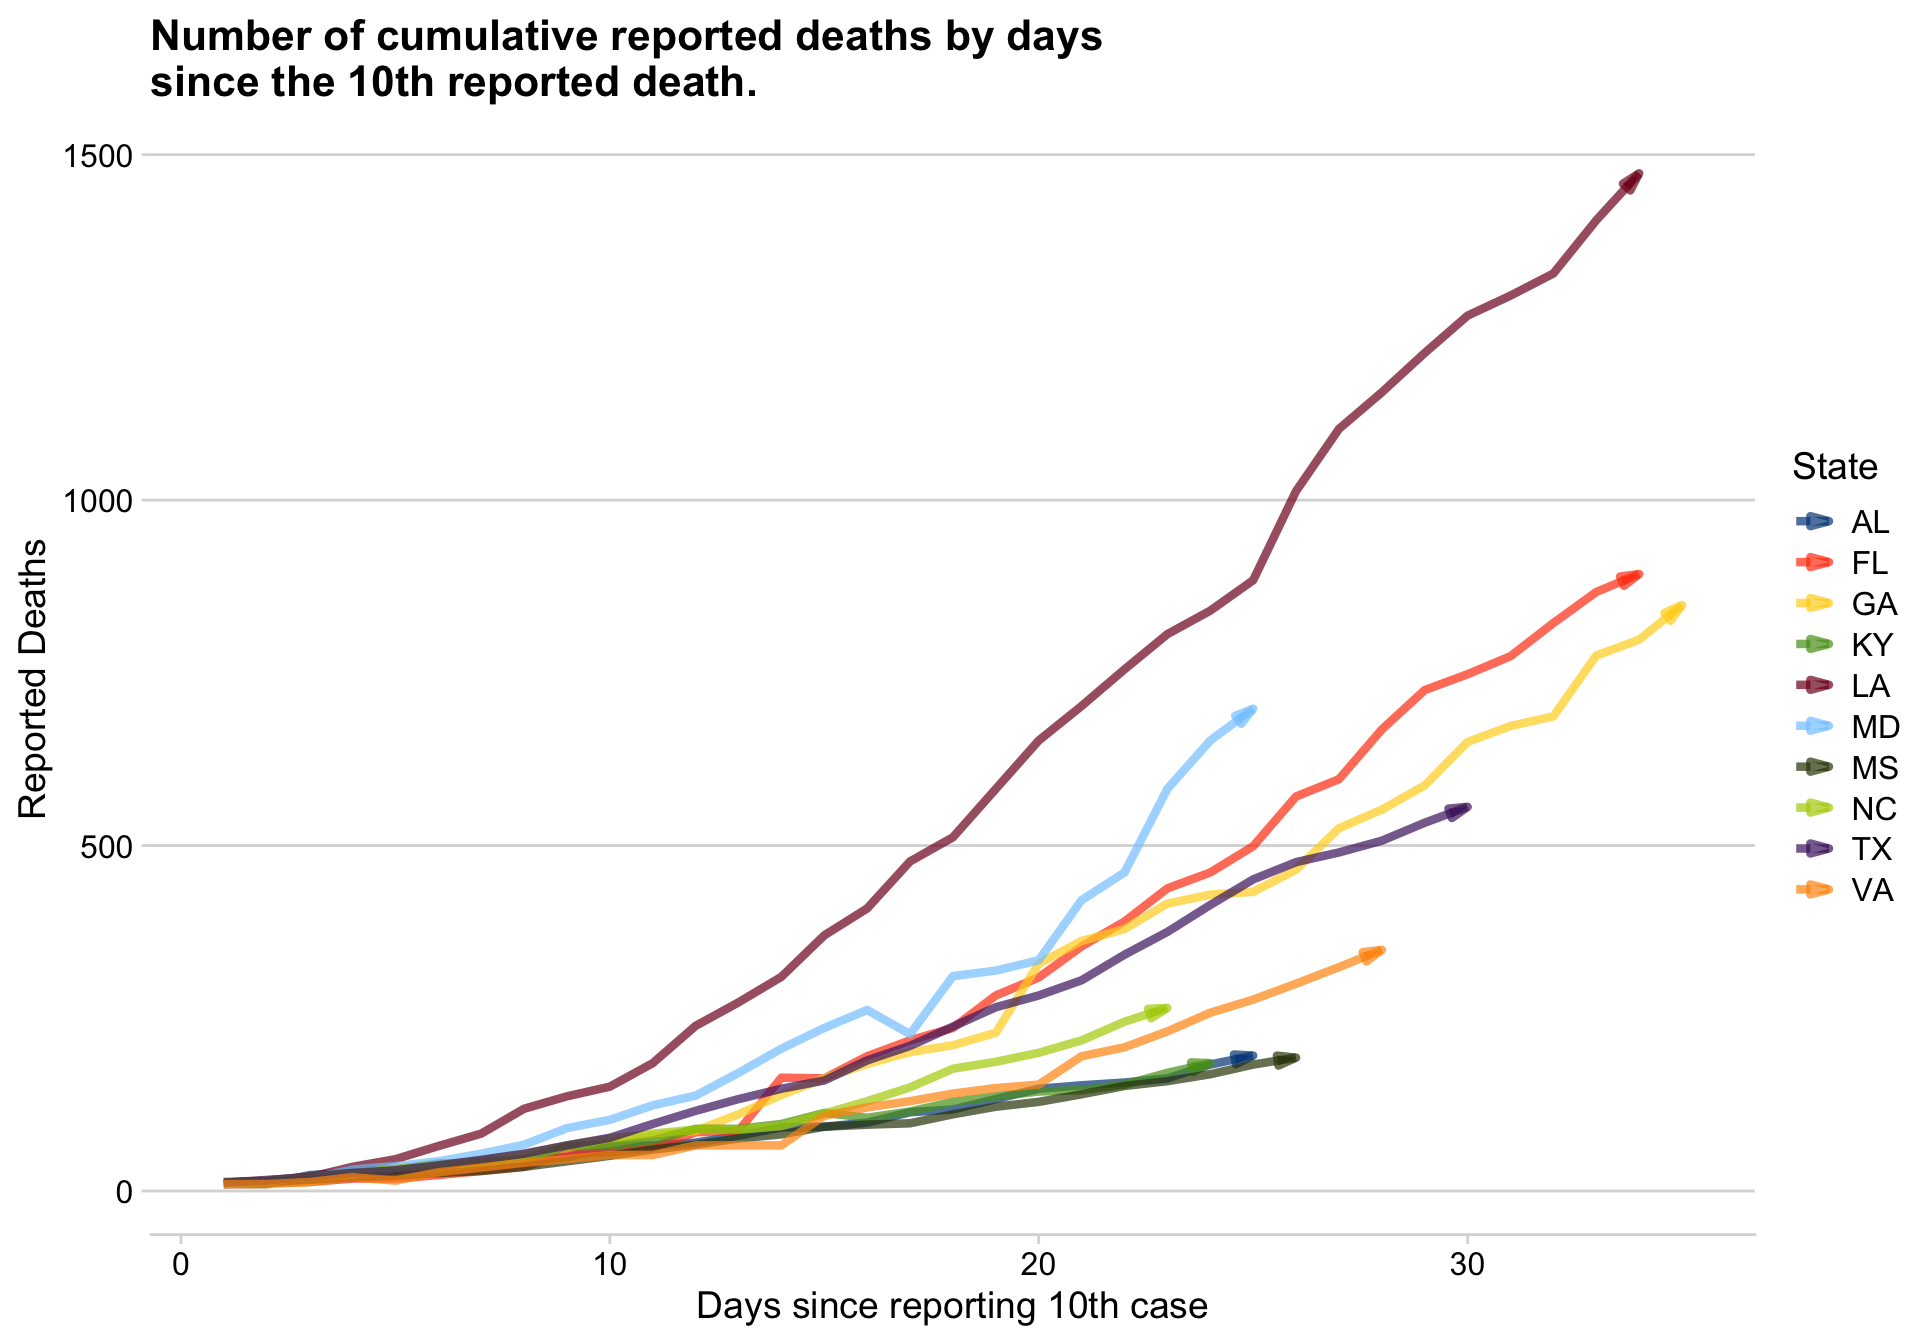 Number of cumulative reported deaths by days
since the 10th reported death.
1500
1000
500
0
Reported Deaths
0 10 20 30
Days since reporting 10th case
State
AL
FL
GA
KY
LA
MD
MS
NC
TX
VA